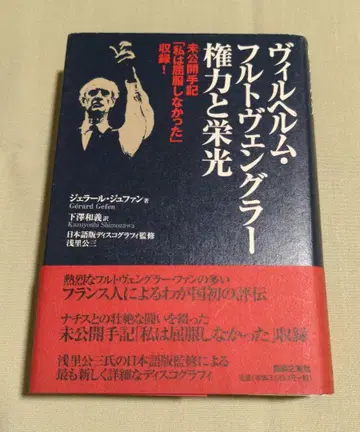 ヴィルヘルム・
フルトヴェングラー
権力と栄光
未公開手記
「私は屈服しなかった」
収録!
ジェラール・ジュファン 著
Gérard Gefen
下澤和義 訳
Kazuyoshi Shimozawa
日本語版ディスコグラフィ監修
浅里公三
熱烈なフルトヴェングラー・ファンの多い
フランス人によるわが国初の評伝
ナチスとの壮絶な闘いを綴った
未公開手記「私は屈服しなかった」収録
浅里公三氏の日本語版監修による
最も新しく詳細なディスコグラフィ
音楽之友社